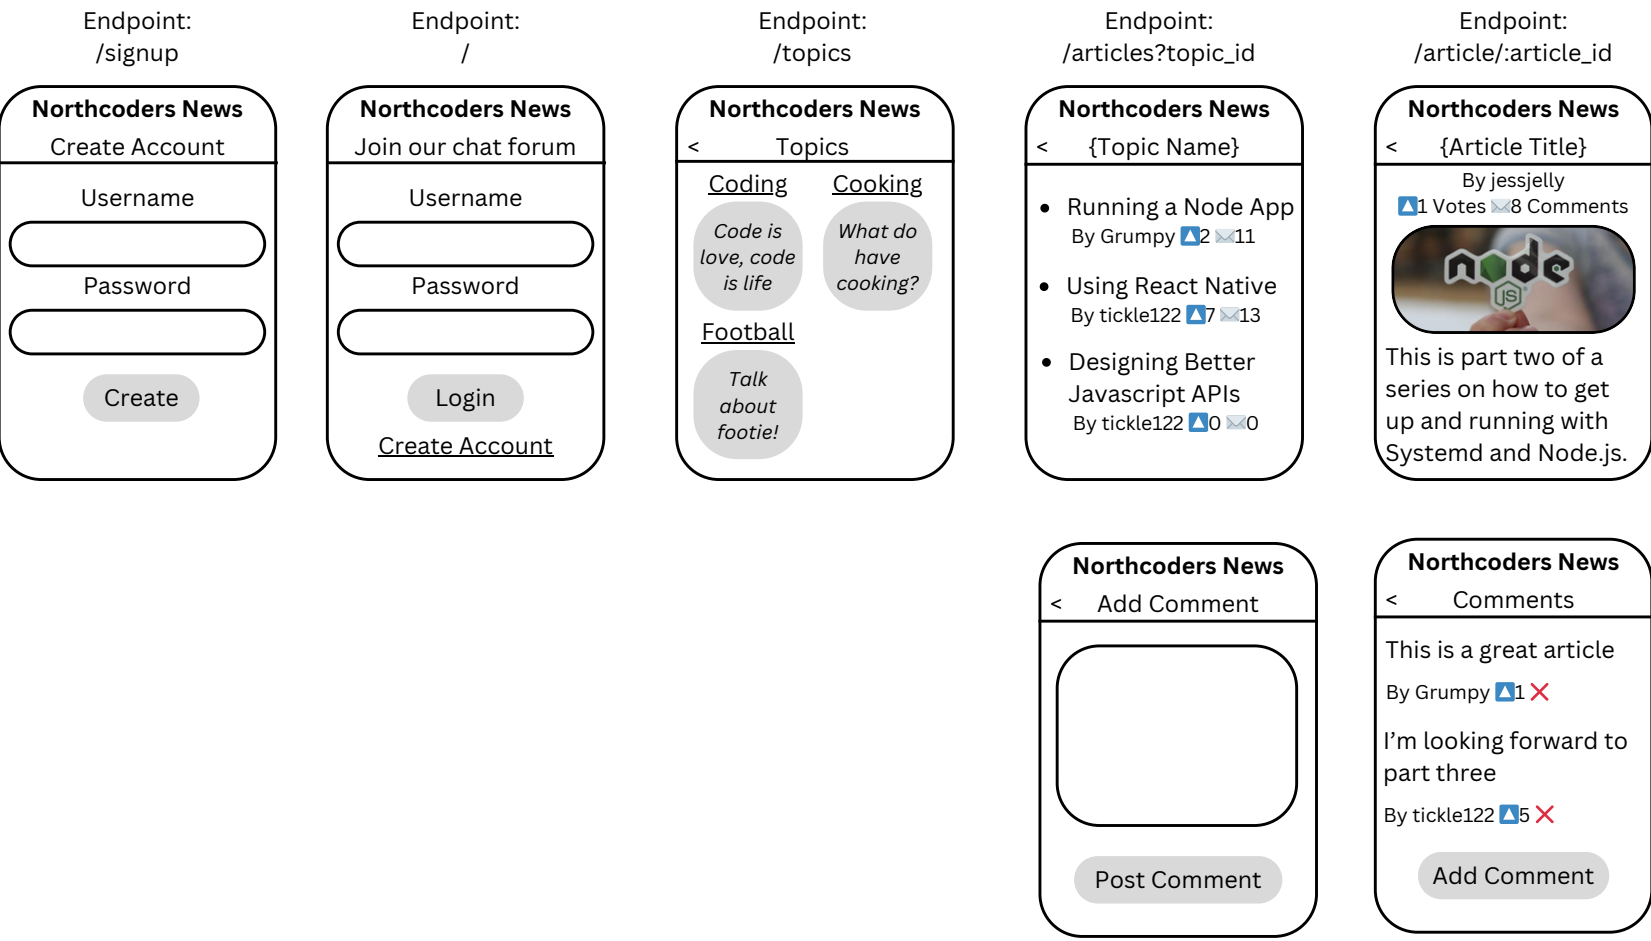 Endpoint:
/signup
Northcoders News
Create Account
Username
Password
Create
Endpoint:
/
Northcoders News
Join our chat forum
Username
Password
Login
Create Account
Endpoint:
/topics
Northcoders News
< Topics
Coding
Code is
love, code
is life
Cooking
What do
have
cooking?
Football
Talk
about
footie!
Endpoint:
/articles?topic_id
Northcoders News
< {Topic Name}
• Running a Node App
By Grumpy 🔼2 ✉️11
• Using React Native
By tickle122 🔼7 ✉️13
• Designing Better
Javascript APIs
By tickle122 🔼0 ✉️0
Endpoint:
/article/:article_id
Northcoders News
< {Article Title}
By jessjelly
🔼1 Votes ✉️8 Comments
node
JS
This is part two of a
series on how to get
up and running with
Systemd and Node.js.
Northcoders News
< Add Comment
Post Comment
Northcoders News
< Comments
This is a great article
By Grumpy 🔼1 ❌
I’m looking forward to
part three
By tickle122 🔼5 ❌
Add Comment